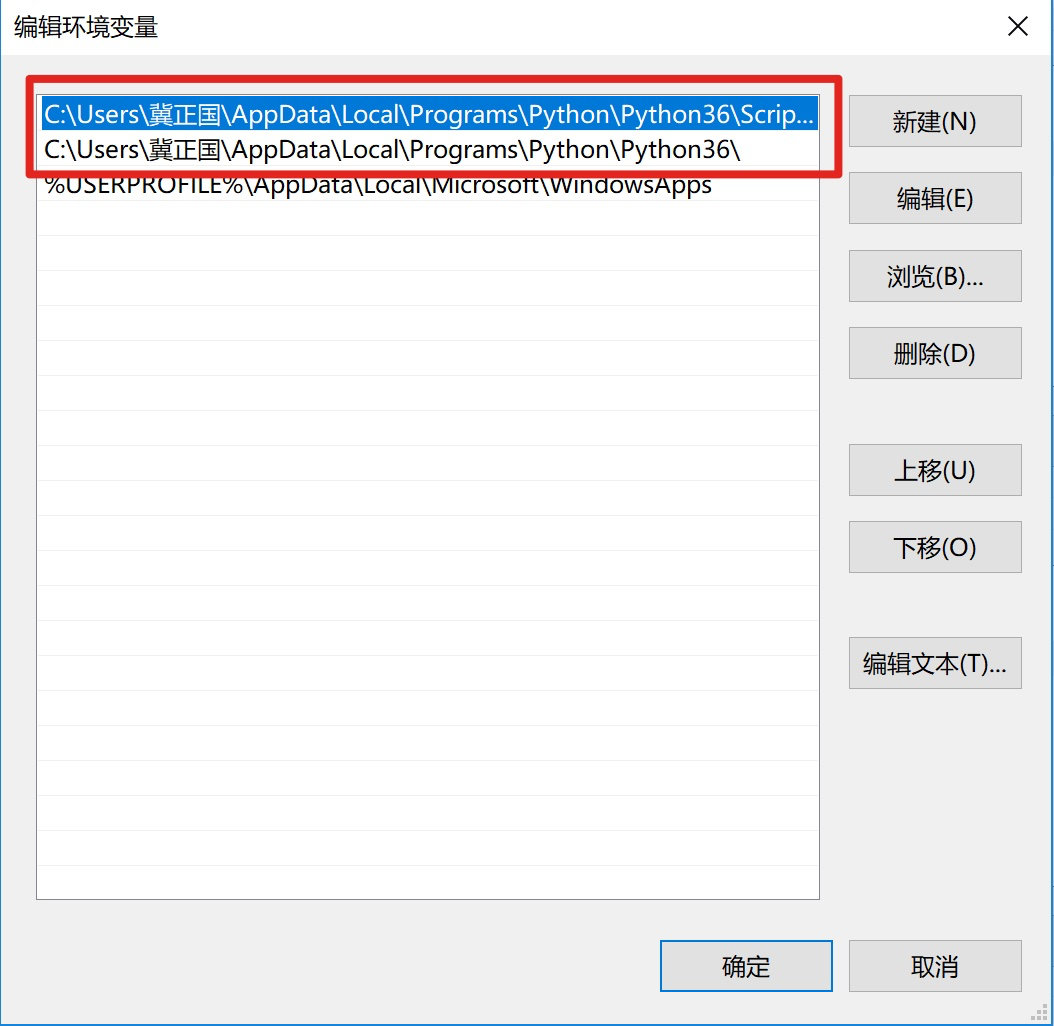 编辑环境变量
C:\Users\冀正国\AppData\Local\Programs\Python\Python36\Scrip...
C:\Users\冀正国\AppData\Local\Programs\Python\Python36\
%USERPROFILE%\AppData\Local\Microsoft\WindowsApps
新建(N)
编辑(E)
浏览(B)...
删除(D)
上移(U)
下移(O)
编辑文本(T)...
确定
取消